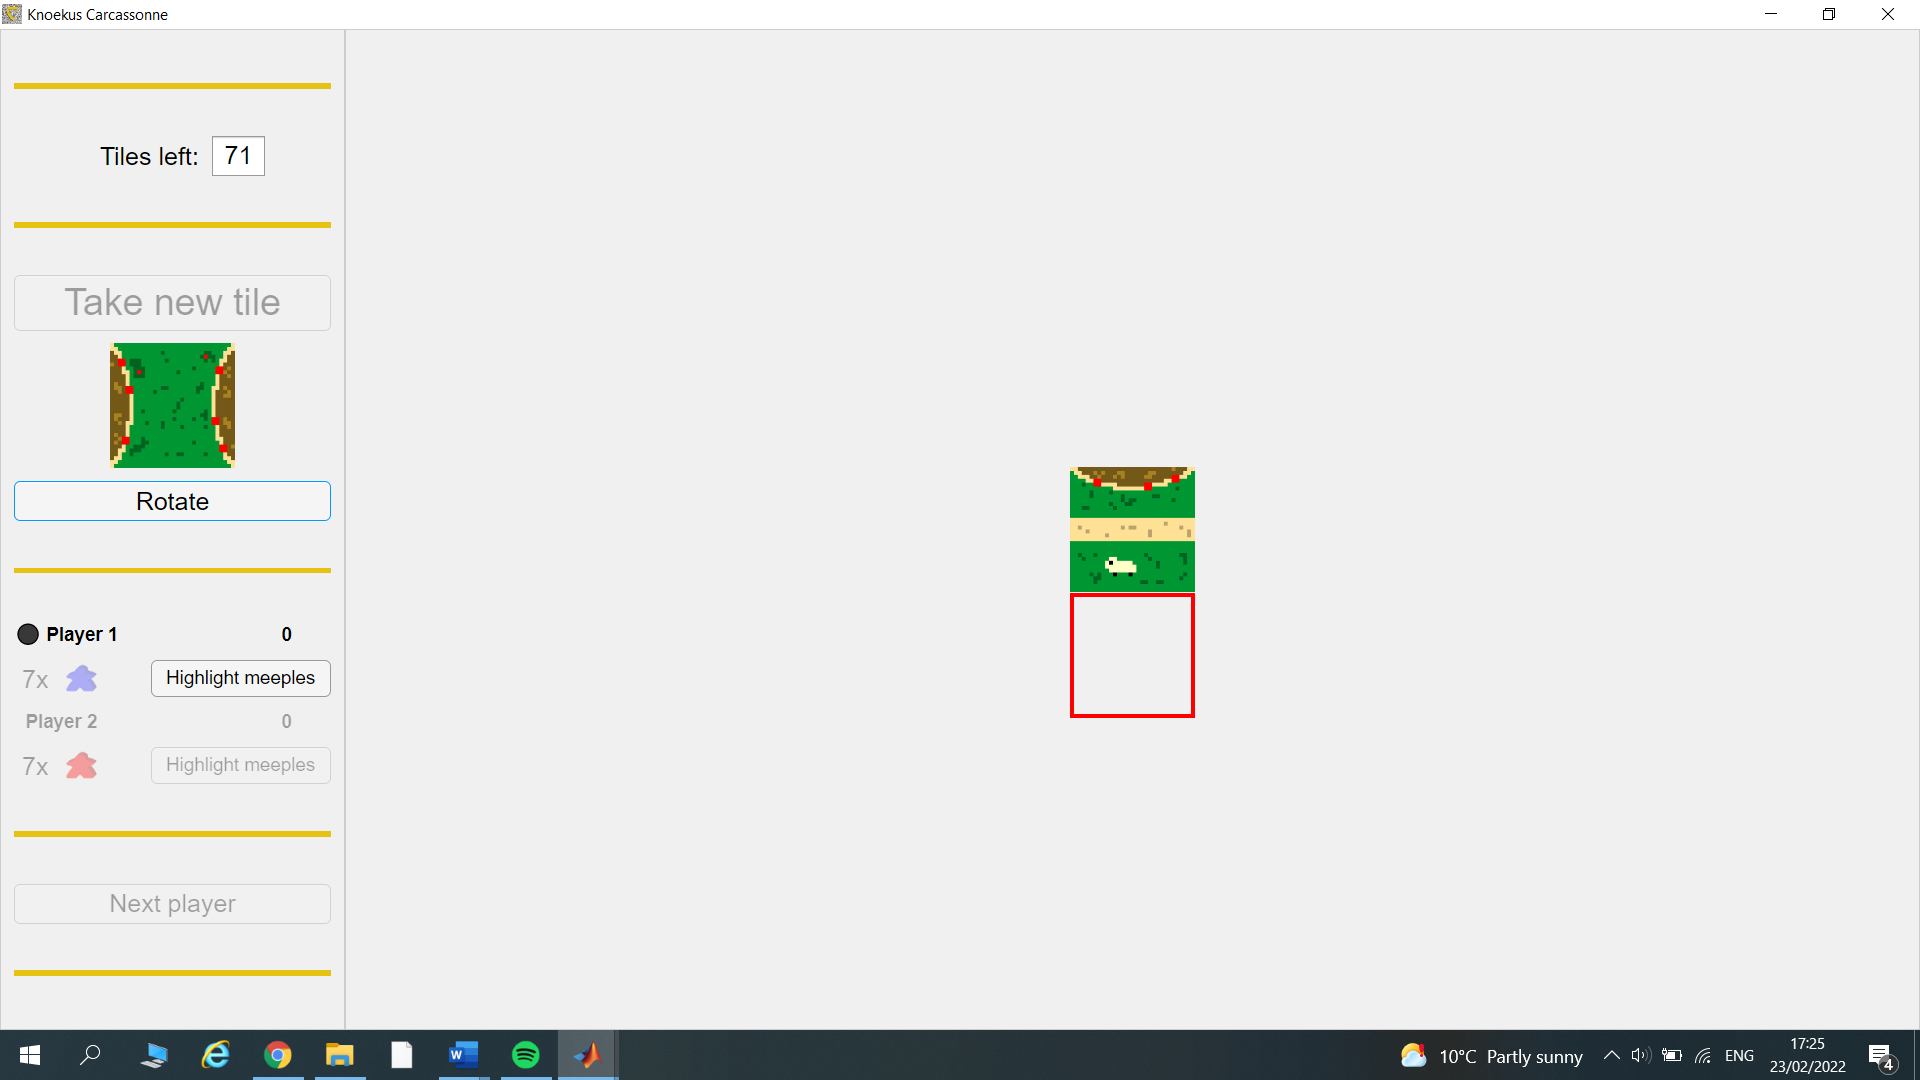 Knoekus Carcassonne
Tiles left: 71
Take new tile
Rotate
Player 1 0
7x Highlight meeples
Player 2 0
7x Highlight meeples
Next player
10°C Partly sunny
ENG
17:25
23/02/2022
4